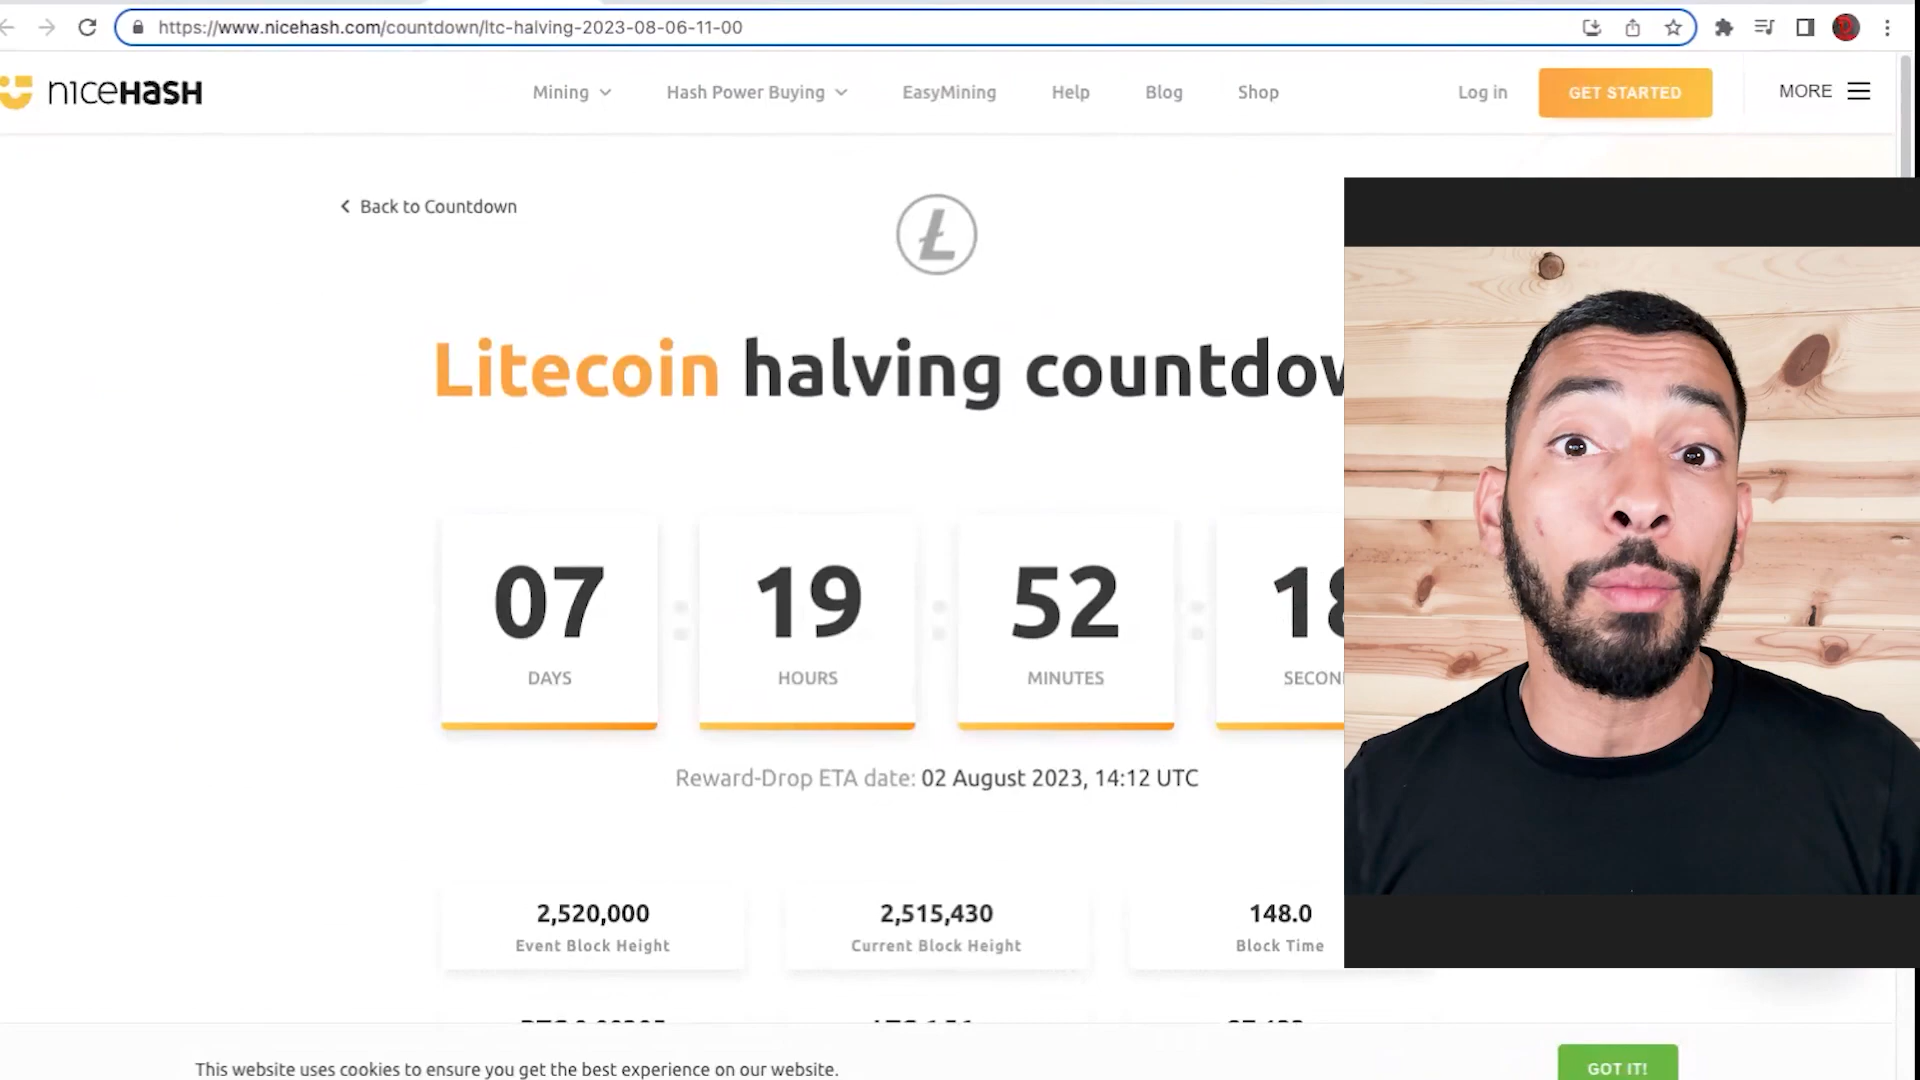 https://www.nicehash.com/countdown/ltc-halving-2023-08-06-11-00
niceHASH
Mining
Hash Power Buying
EasyMining
Help
Blog
Shop
Log in
GET STARTED
MORE
Back to Countdown
Litecoin halving
07 : 19 : 52 :
DAYS
HOURS
MINUTES
Reward-Drop ETA date: 02 August 2023, 14:12 UTC
2,520,000
Event Block Height
2,515,430
Current Block Height
148.0
Block Time
This website uses cookies to ensure you get the best experience on our website.
GOT IT!